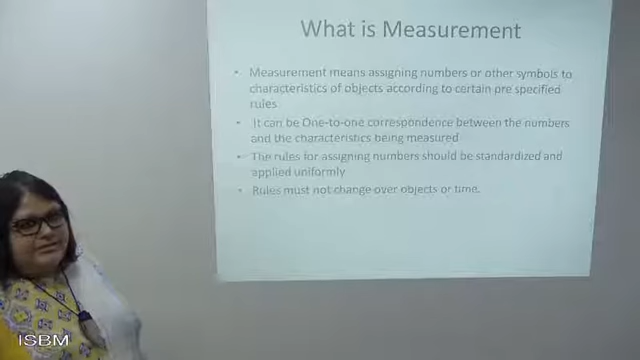 What is Measurement
• Measurement means assigning numbers or other symbols to
characteristics of objects according to certain pre specified
rules
• It can be One-to-one correspondence between the numbers
and the characteristics being measured
• The rules for assigning numbers should be standardized and
applied uniformly
• Rules must not change over objects or time.
ISBM